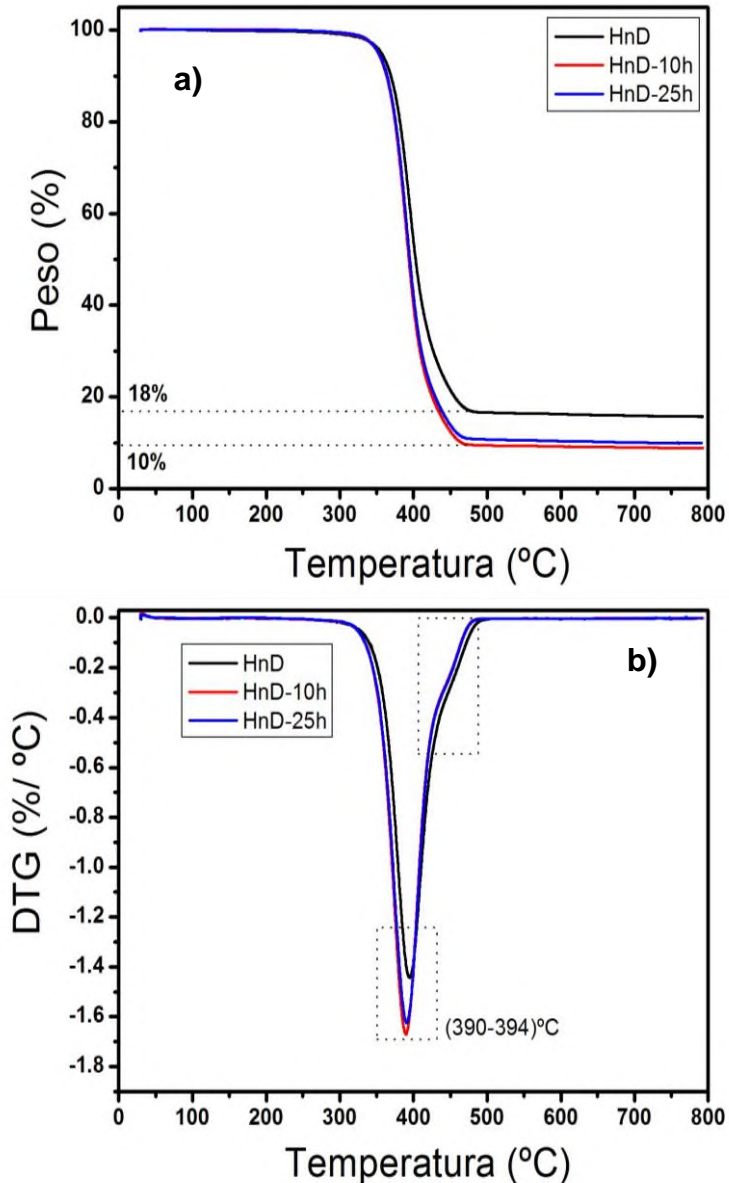 a)
HnD
HnD-10h
HnD-25h
Peso (%)
100
80
60
40
20
0
18%
10%
0 100 200 300 400 500 600 700 800
Temperatura (ºC)
b)
HnD
HnD-10h
HnD-25h
DTG (%/ ºC)
0.0
-0.2
-0.4
-0.6
-0.8
-1.0
-1.2
-1.4
-1.6
-1.8
(390-394)ºC
0 100 200 300 400 500 600 700 800
Temperatura (ºC)